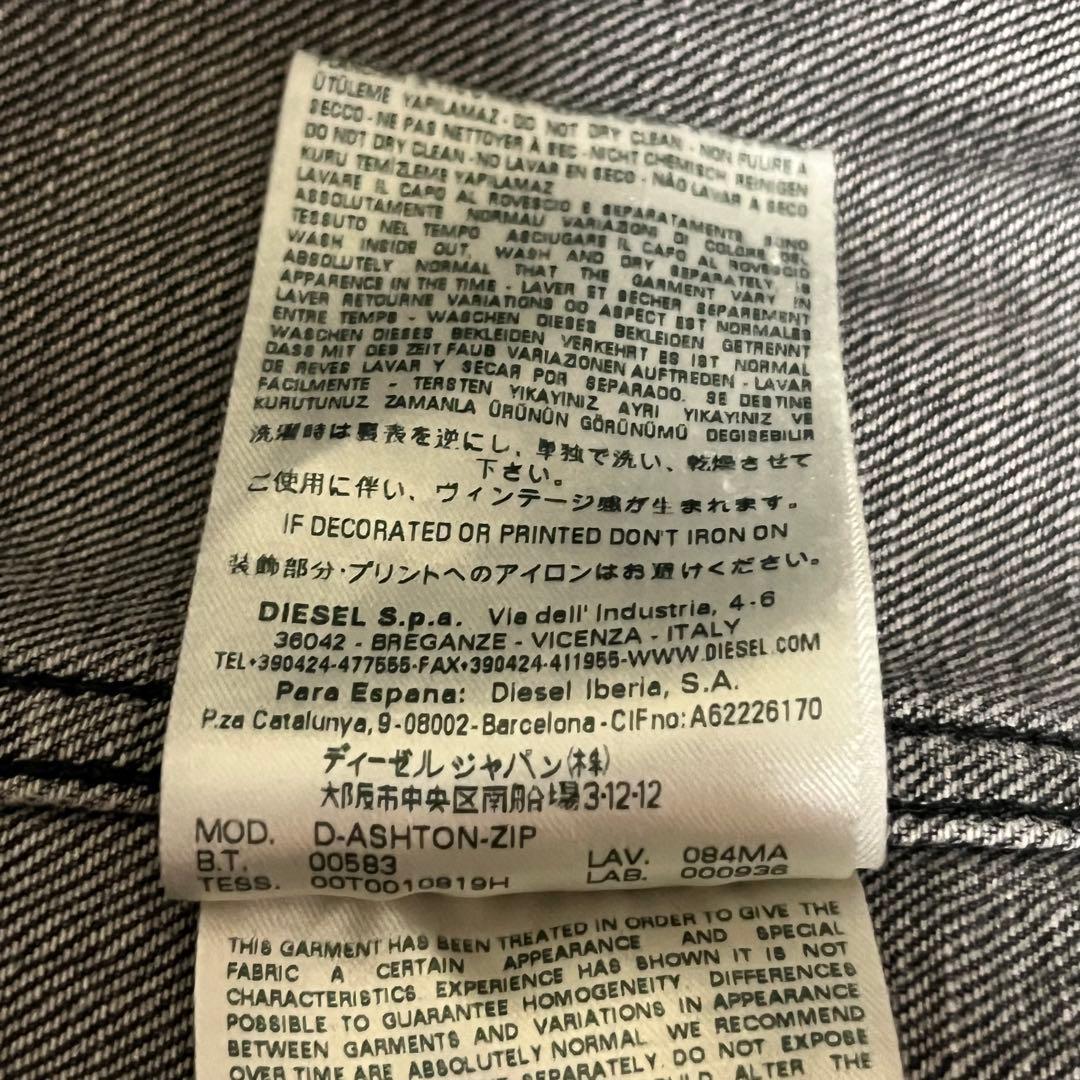 ÜTÜLEME YAPILAMAZ - DO NOT DRY CLEAN - NON PULIRE A
SECCO - NE PAS NETTOYER À SEC - NICHT CHEMISCH REINIGEN
DO NOT DRY CLEAN - NO LAVAR EN SECO - NÃO LAVAR A SECO
KURU TEMIZLEME YAPILAMAZ
LAVARE IL CAPO AL ROVESCIO E SEPARATAMENTE SONO
ASSOLUTAMENTE NORMALI VARIAZIONI DI COLORE DEL
TESSUTO NEL TEMPO ASCIUGARE IL CAPO AL ROVESCIO
WASH INSIDE OUT, WASH AND DRY SEPARATELY, IS
ABSOLUTELY NORMAL THAT THE GARMENT VARY IN
APPARENCE IN THE TIME - LAVER ET SECHER SEPAREMENT
LAVER RETOURNE VARIATIONS OD ASPECT EST NORMALES
ENTRE TEMPS - WASCHEN DIESES BEKLEIDEN GETRENNT
WASCHEN DIESES BEKLEIDEN VERKEHRT ES IST NORMAL
DASS MIT DES ZEIT FAUB VARIAZIONEN AUFTREDEN - LAVAR
DE REVES LAVAR Y SECAR POR SEPARADO. SE DESTINE
FACILMENTE - TERSTEN YIKAYINIZ AYRI YIKAYINIZ VE
KURUTUNUZ ZAMANLA ÜRÜNÜN GÖRÜNÜMÜ DEGISEBILIR
洗濯時は裏表を逆にし、単独で洗い、乾燥させて
下さい。
ご使用に伴い、ヴィンテージ感が生まれます。
IF DECORATED OR PRINTED DON'T IRON ON
装飾部分・プリントへのアイロンはお避けください。
DIESEL S.p.a. Via dell' Industria, 4-6
36042 - BREGANZE - VICENZA - ITALY
TEL+390424-477555-FAX+390424-411955-WWW.DIESEL.COM
Para Espana: Diesel Iberia, S.A.
P.za Catalunya, 9-08002-Barcelona-CIFno: A62226170
ディーゼルジャパン(株)
大阪市中央区南船場3-12-12
MOD. D-ASHTON-ZIP
B.T. 00583 LAV. 084MA
TESS. 00T0010819H LAB. 000936
THIS GARMENT HAS BEEN TREATED IN ORDER TO GIVE THE
FABRIC A CERTAIN APPEARANCE AND SPECIAL
CHARACTERISTICS. EXPERIENCE HAS SHOWN IT IS NOT
POSSIBLE TO GUARANTEE HOMOGENEITY. DIFFERENCES
BETWEEN GARMENTS AND VARIATIONS IN APPEARANCE
OVER TIME ARE ABSOLUTELY NORMAL. WE RECOMMEND
SEPARATELY. DO NOT EXPOSE
ALTER THE